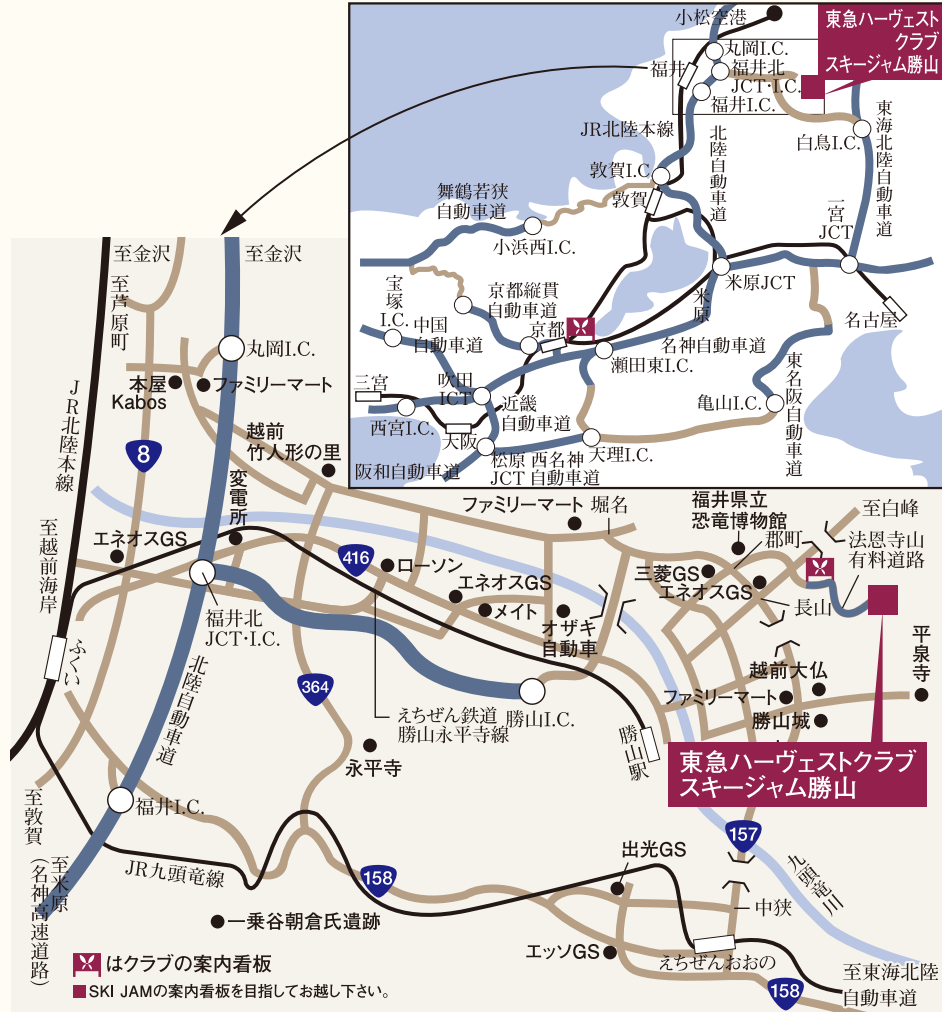 小松空港
東急ハーヴェスト
クラブ
スキージャム勝山
丸岡I.C.
福井
福井北
JCT・I.C.
福井I.C.
JR北陸本線
北陸自動車道
白鳥I.C.
東海北陸自動車道
敦賀I.C.
敦賀
舞鶴若狭
自動車道
小浜西I.C.
一宮
JCT
米原JCT
米原
名古屋
宝塚
I.C.
京都縦貫
自動車道
中国
自動車道
京都
名神自動車道
瀬田東I.C.
三宮
吹田
JCT
近畿
自動車道
西宮I.C.
大阪
亀山I.C.
東名阪自動車道
阪和自動車道
松原
JCT
西名神
自動車道
天理I.C.
至金沢
至金沢
至芦原町
丸岡I.C.
本屋
Kabos
ファミリーマート
JR北陸本線
8
越前
竹人形の里
変電所
エネオスGS
至越前海岸
416
ローソン
ファミリーマート
堀名
福井県立
恐竜博物館
郡町
至白峰
法恩寺山
有料道路
三菱GS
エネオスGS
エネオスGS
メイト
オザキ
自動車
長山
福井北
JCT・I.C.
ふくい
北陸自動車道
364
えちぜん鉄道
勝山永平寺線
勝山I.C.
勝山駅
越前大仏
ファミリーマート
勝山城
平泉寺
永平寺
東急ハーヴェストクラブ
スキージャム勝山
福井I.C.
至敦賀
至米原
(名神高速道路)
JR九頭竜線
157
九頭竜川
出光GS
158
中狭
一乗谷朝倉氏遺跡
エッソGS
えちぜんおおの
至東海北陸
自動車道
158
はクラブの案内看板
SKI JAMの案内看板を目指してお越し下さい。